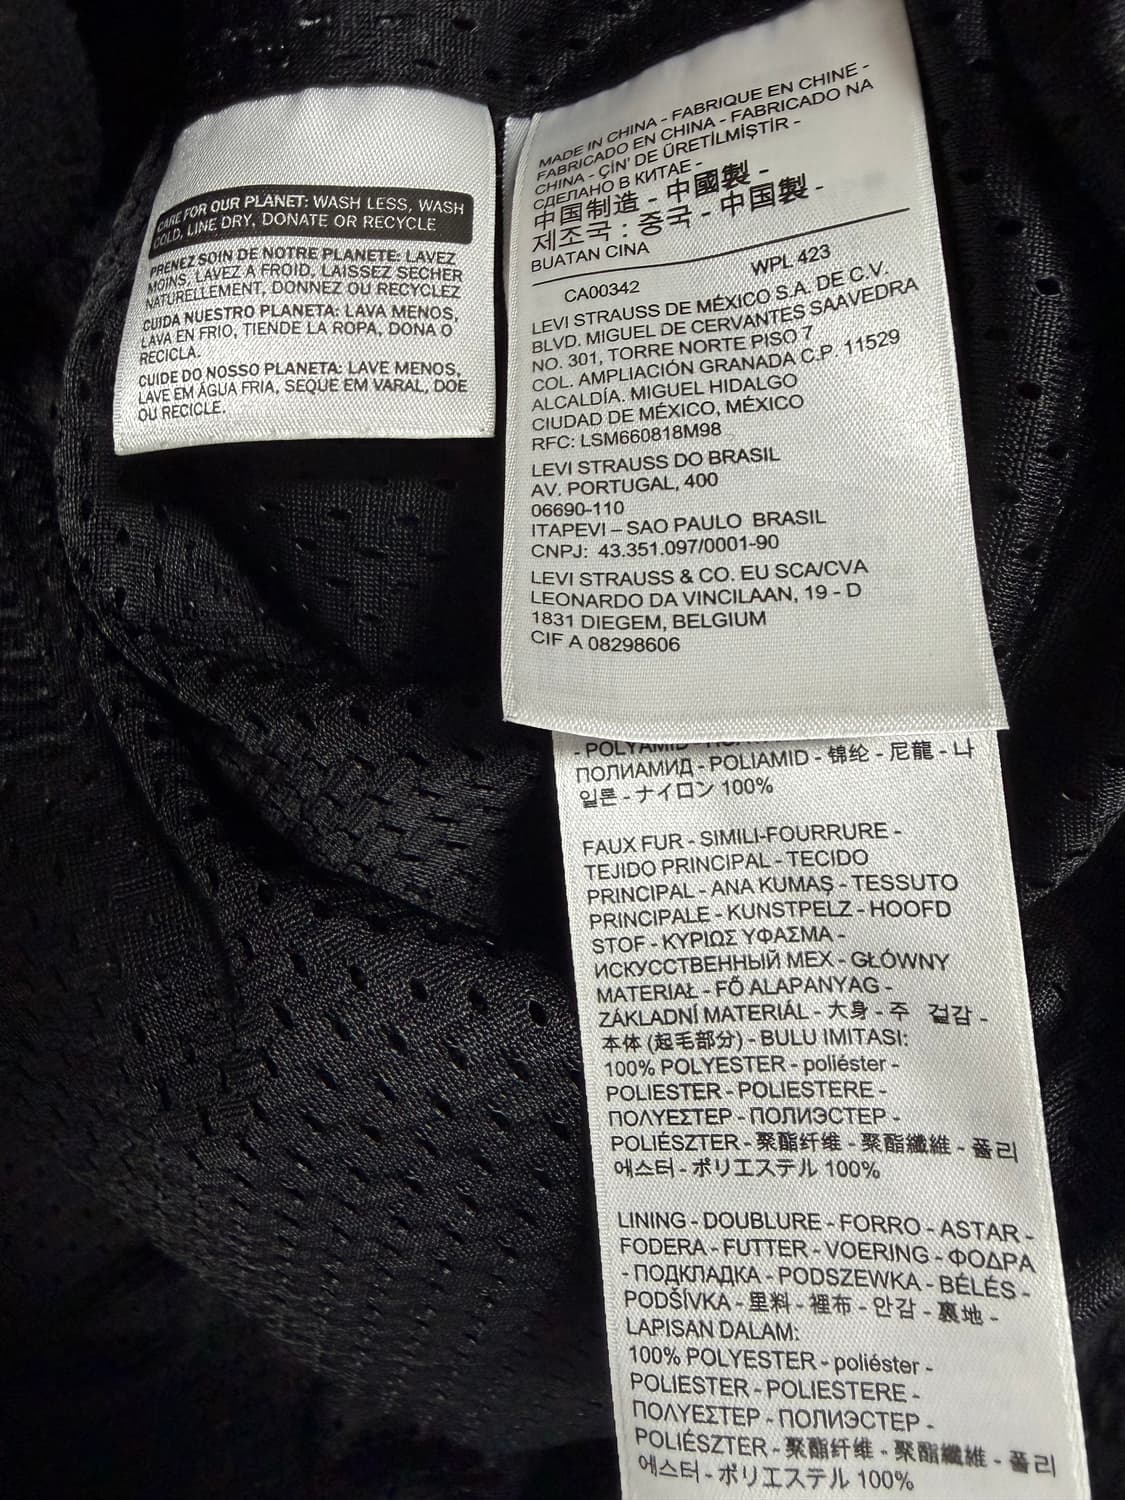 CARE FOR OUR PLANET: WASH LESS, WASH
COLD, LINE DRY, DONATE OR RECYCLE
PRENEZ SOIN DE NOTRE PLANETE: LAVEZ
MOINS, LAVEZ A FROID, LAISSEZ SECHER
NATURELLEMENT, DONNEZ OU RECYCLEZ
CUIDA NUESTRO PLANETA: LAVA MENOS,
LAVA EN FRIO, TIENDE LA ROPA, DONA O
RECICLA.
CUIDE DO NOSSO PLANETA: LAVE MENOS,
LAVE EM ÁGUA FRIA, SEQUE EM VARAL, DOE
OU RECICLE.
MADE IN CHINA - FABRIQUE EN CHINE -
FABRICADO EN CHINA - FABRICADO NA
CHINA - ÇİN' DE ÜRETİLMİŞTİR -
СДЕЛАНО В КИТАЕ -
中国制造 - 中國製 -
제조국 : 중국 - 中国製 -
BUATAN CINA
WPL 423
CA00342
LEVI STRAUSS DE MÉXICO S.A. DE C.V.
BLVD. MIGUEL DE CERVANTES SAAVEDRA
NO. 301, TORRE NORTE PISO 7
COL. AMPLIACIÓN GRANADA C.P. 11529
ALCALDÍA. MIGUEL HIDALGO
CIUDAD DE MÉXICO, MÉXICO
RFC: LSM660818M98
LEVI STRAUSS DO BRASIL
AV. PORTUGAL, 400
06690-110
ITAPEVI – SAO PAULO BRASIL
CNPJ: 43.351.097/0001-90
LEVI STRAUSS & CO. EU SCA/CVA
LEONARDO DA VINCILAAN, 19 - D
1831 DIEGEM, BELGIUM
CIF A 08298606
- POLYAMID -
ПОЛИАМИД - POLIAMID - 锦纶 - 尼龍 - 나
일론 - ナイロン 100%
FAUX FUR - SIMILI-FOURRURE -
TEJIDO PRINCIPAL - TECIDO
PRINCIPAL - ANA KUMAŞ - TESSUTO
PRINCIPALE - KUNSTPELZ - HOOFD
STOF - ΚΥΡΙΩΣ ΥΦΑΣΜΑ -
ИСКУССТВЕННЫЙ МЕХ - GŁÓWNY
MATERIAŁ - FŐ ALAPANYAG -
ZÁKLADNÍ MATERIÁL - 大身 - 주 겉감 -
本体 (起毛部分) - BULU IMITASI:
100% POLYESTER - poliéster -
POLIESTER - POLIESTERE -
ΠΟΛΥΕΣΤΕΡ - ПОЛИЭСТЕР -
POLIÉSZTER - 聚酯纤维 - 聚酯纖維 - 폴리
에스터 - ポリエステル 100%
LINING - DOUBLURE - FORRO - ASTAR -
FODERA - FUTTER - VOERING - ΦΟΔΡΑ
- ПОДКЛАДКА - PODSZEWKA - BÉLÉS -
PODŠÍVKA - 里料 - 裡布 - 안감 - 裏地 -
LAPISAN DALAM:
100% POLYESTER - poliéster -
POLIESTER - POLIESTERE -
ΠΟΛΥΕΣΤΕΡ - ПОЛИЭСТЕР -
POLIÉSZTER - 聚酯纤维 - 聚酯纖維 - 폴리
에스터 - ポリエステル 100%